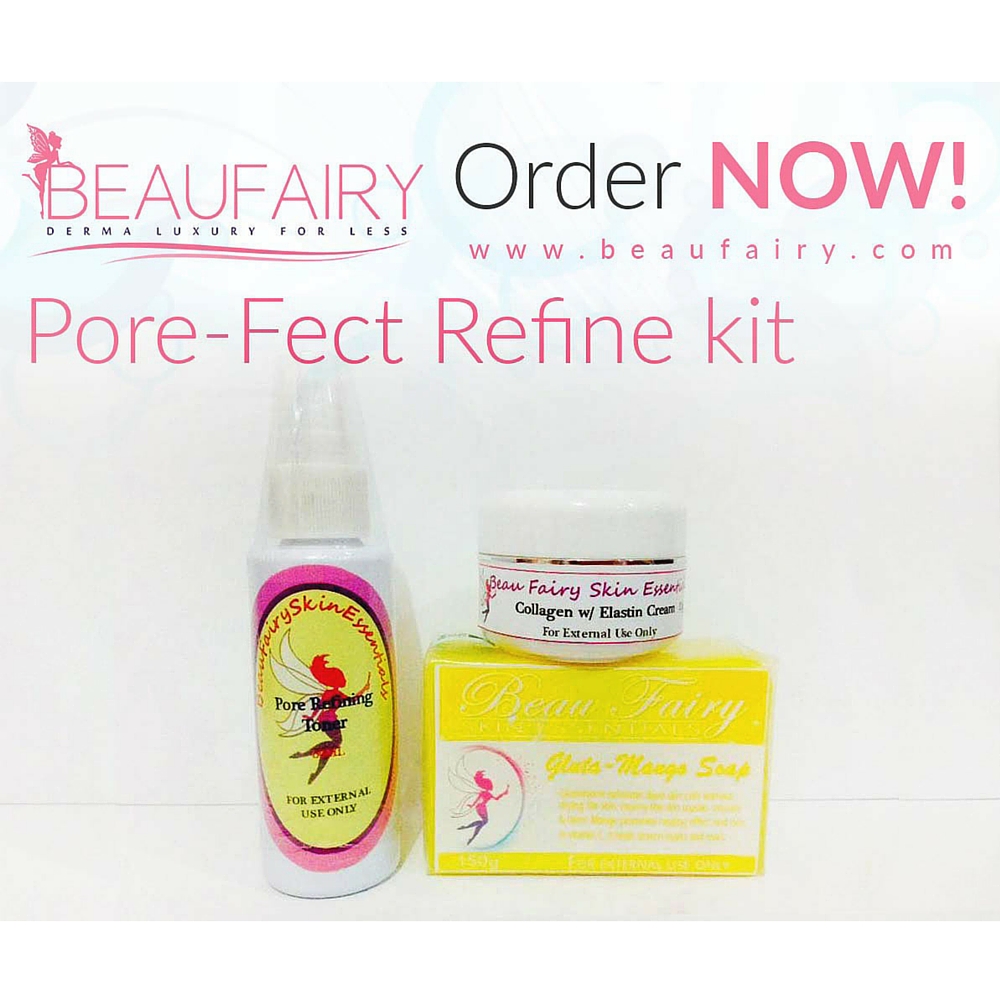 BEAUFAIRY
DERMA LUXURY FOR LESS
Order NOW!
www.beaufairy.com
Pore-Fect Refine kit
BeaufairySkinEssentials
Pore Refining
Toner
FOR EXTERNAL
USE ONLY
Beau Fairy Skin
Collagen w/ Elastin Cream
For External Use Only
Beau Fairy
Gluta-Mango Soap
150g
FOR EXTERNAL USE ONLY